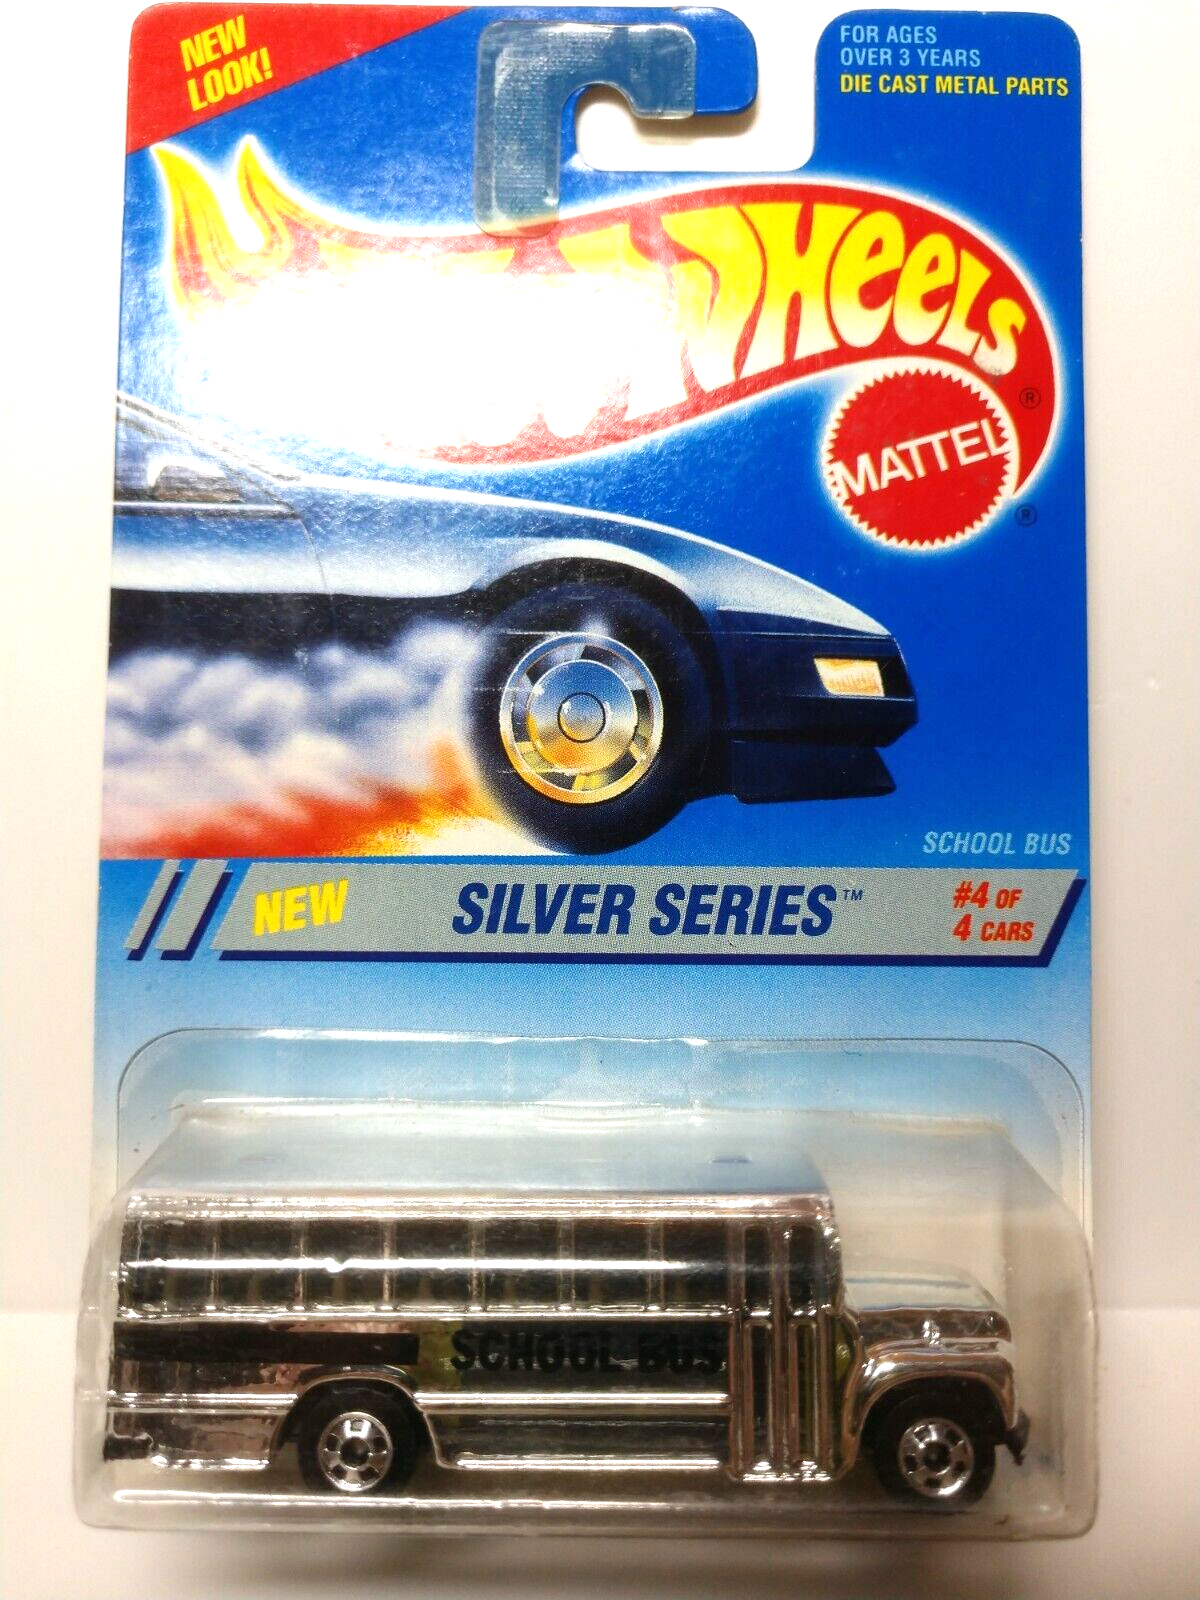 NEW
LOOK!
FOR AGES
OVER 3 YEARS
DIE CAST METAL PARTS
WHEELS
®
MATTEL
®
SCHOOL BUS
NEW
SILVER SERIES™
#4 OF
4 CARS
SCHOOL BUS